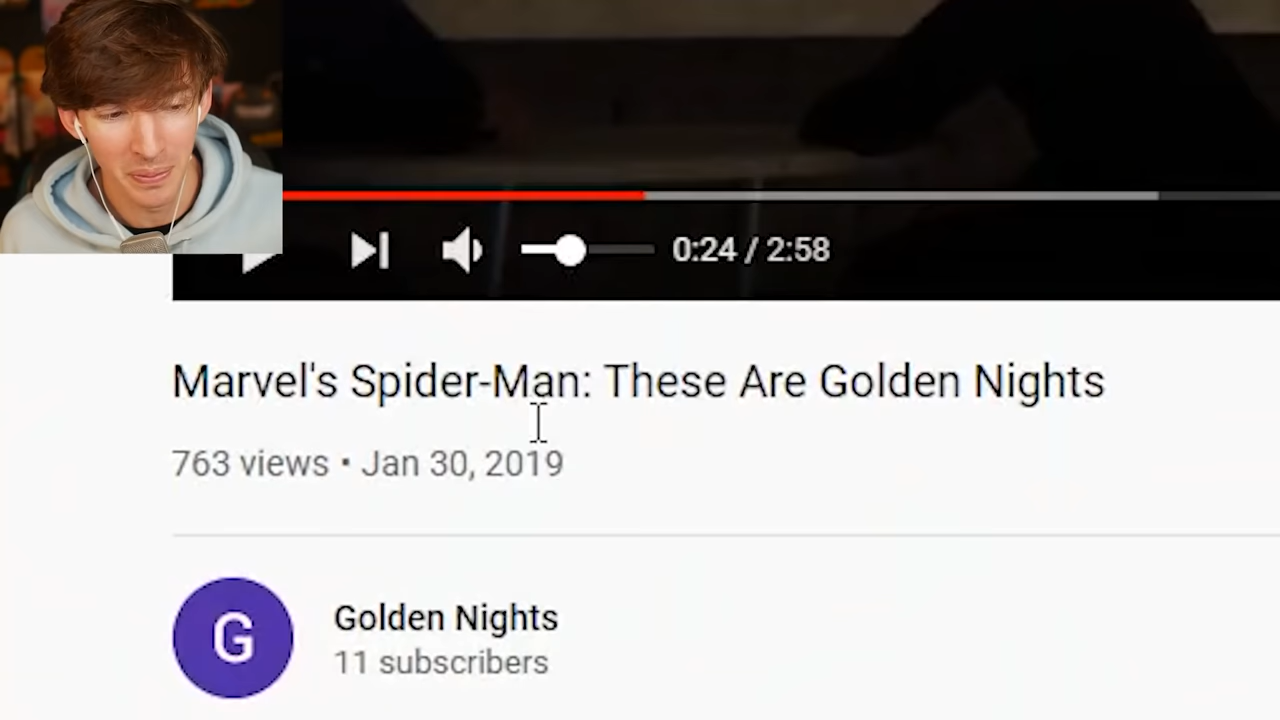 0:24 / 2:58
Marvel's Spider-Man: These Are Golden Nights
763 views • Jan 30, 2019
G
Golden Nights
11 subscribers